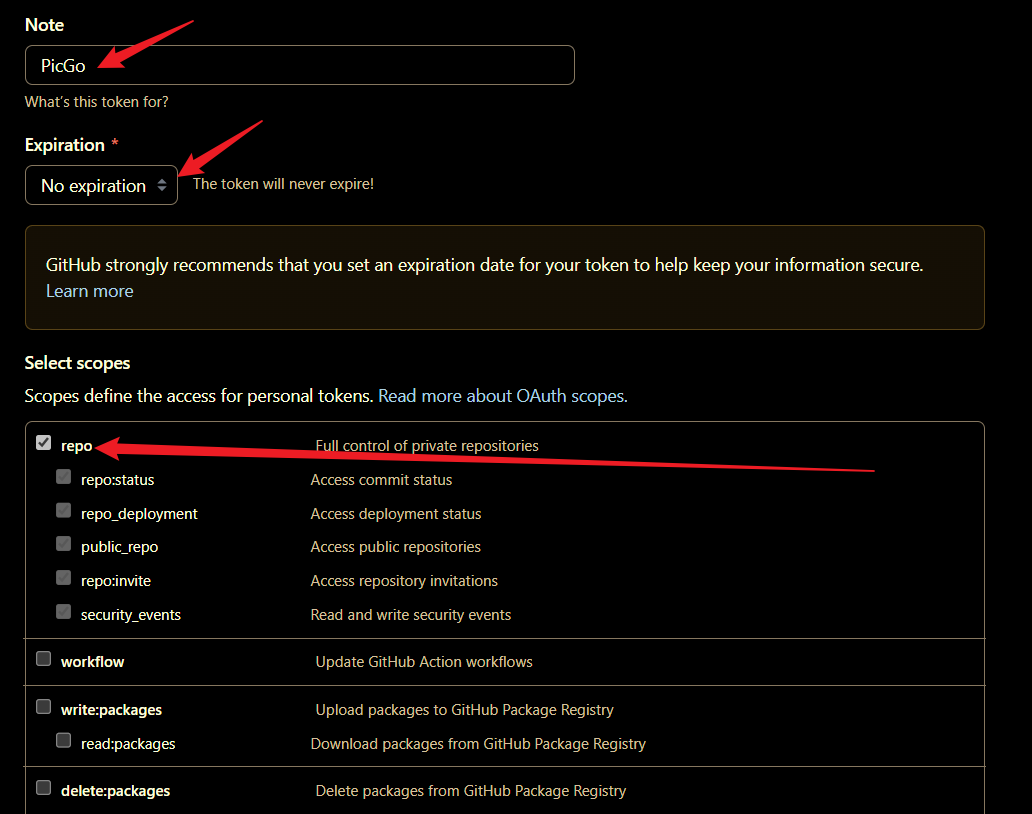 Note
PicGo
What's this token for?
Expiration *
No expiration The token will never expire!
GitHub strongly recommends that you set an expiration date for your token to help keep your information secure.
Learn more
Select scopes
Scopes define the access for personal tokens. Read more about OAuth scopes.
repo Full control of private repositories
repo:status Access commit status
repo_deployment Access deployment status
public_repo Access public repositories
repo:invite Access repository invitations
security_events Read and write security events
workflow Update GitHub Action workflows
write:packages Upload packages to GitHub Package Registry
read:packages Download packages from GitHub Package Registry
delete:packages Delete packages from GitHub Package Registry